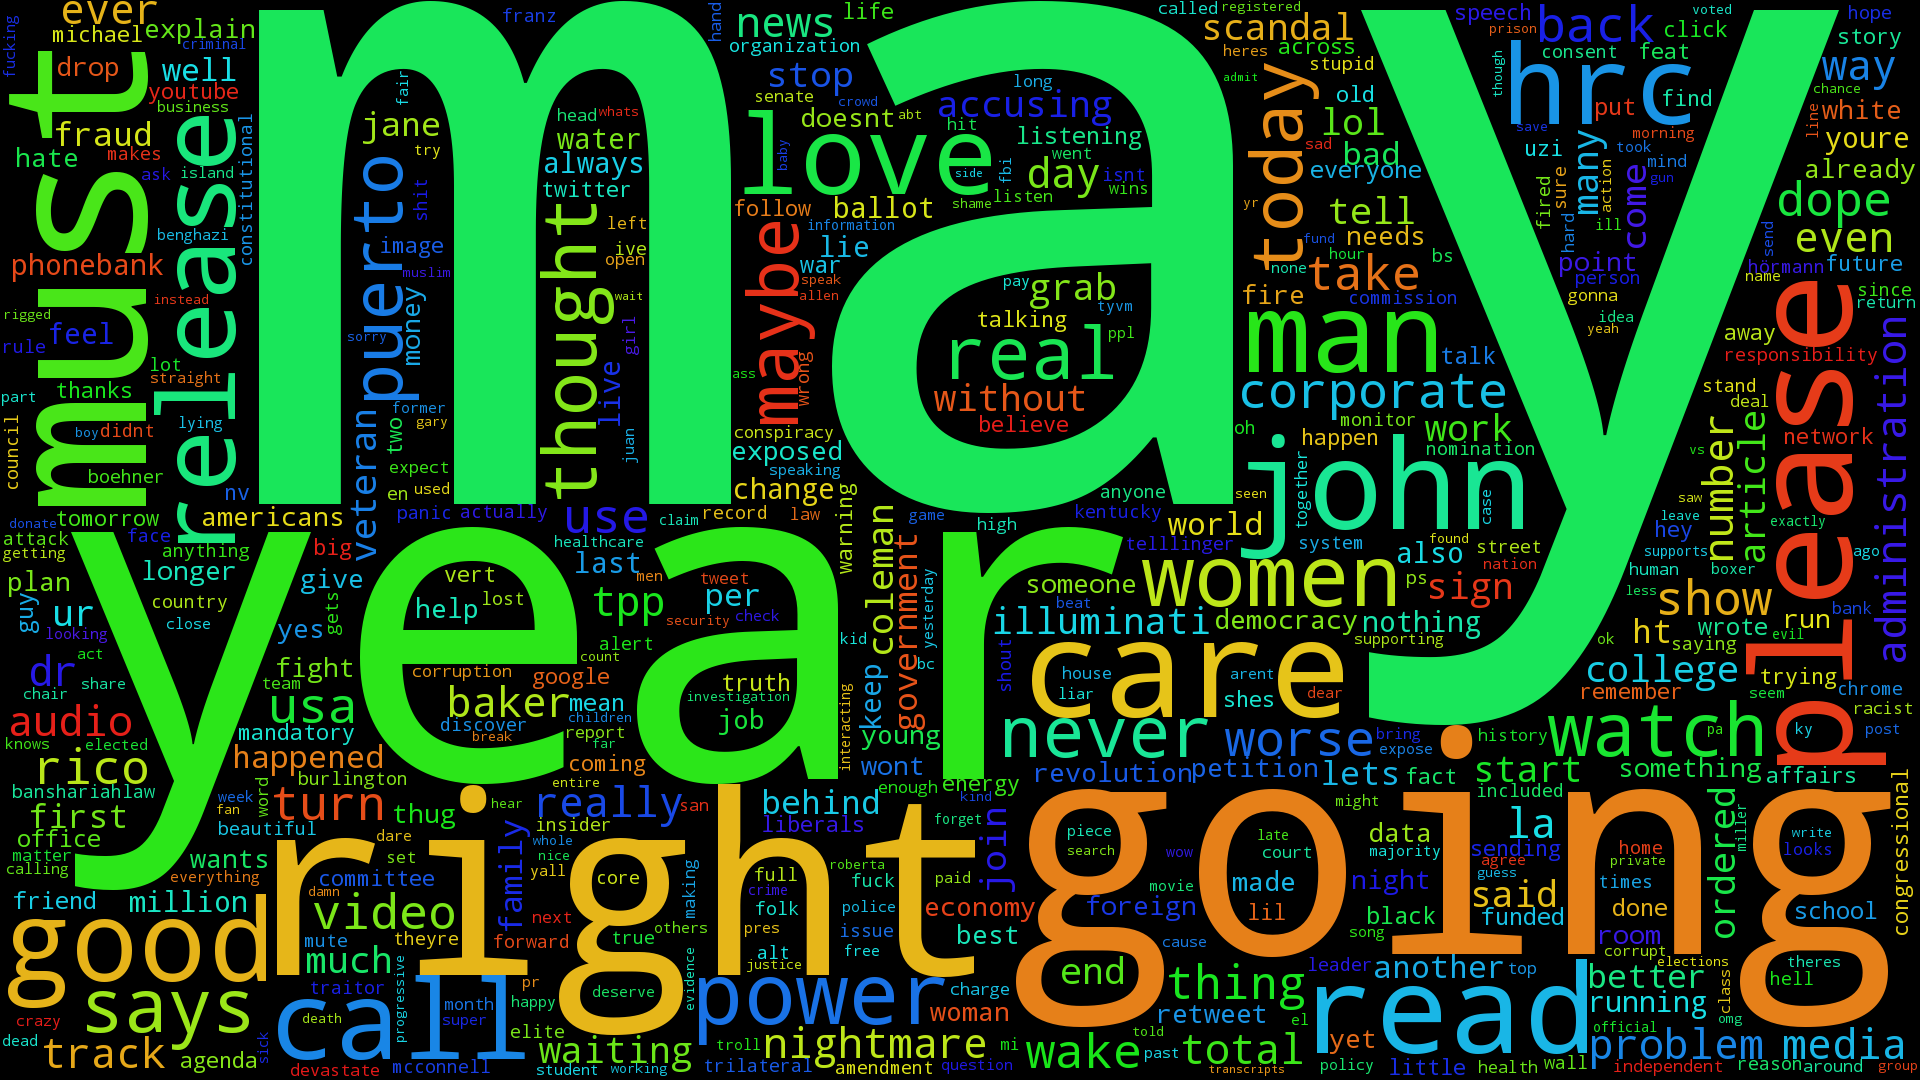 may
year
going
right
must
release
puerto
thought
love
maybe
today
hrc
back
man
john
women
care
please
good
call
power
read
watch
never
real
without
believe
talking
grab
pay
tyvm
ppl
news
life
organization
stop
senate
crowd
accusing
long
doesnt
abt
hit
listening
went
day
fbi
isnt
wins
listen
shame
side
baby
follow
ballot
information
lie
war
speak
allen
wrong
called
registered
scandal
heres
across
stupid
admit
old
lol
bad
sad
everyone
tell
needs
yr
fund
hour
bs
none
take
fire
commission
corporate
talk
monitor
work
nomination
happen
oh
speech
prison
voted
click
consent
feat
though
put
find
hope
story
way
chance
white
line
youre
already
dope
even
save
morning
took
uzi
many
mind
gun
sure
action
fired
hard
ill
come
point
person
gonna
idea
yeah
send
hörmann
future
name
since
return
away
responsibility
stand
deal
network
administration
number
article
vs
saw
leave
exactly
hey
supports
ago
human
boxer
less
bank
show
ht
wrote
evil
run
ok
saying
college
trying
remember
seem
chrome
racist
history
pa
ky
post
something
affairs
start
included
ordered
miller
write
looks
congressional
fucking
ever
michael
explain
criminal
drop
well
youtube
business
fraud
hate
makes
ask
island
constitutional
benghazi
phonebank
rigged
instead
feel
rule
lot
straight
thanks
part
boy
didnt
lying
council
boehner
nv
tomorrow
americans
donate
attack
face
getting
anything
big
plan
longer
guy
ur
country
give
close
yes
gets
looking
dr
act
fight
chair
share
team
usa
audio
mandatory
knows
elected
happened
rico
banshariahlaw
burlington
first
week
word
turn
thug
fan
beautiful
office
matter
wants
calling
everything
friend
million
franz
hand
fair
jane
try
head
whats
water
always
twitter
shit
image
muslim
left
ive
open
wait
money
sorry
girl
live
ass
veteran
former
gary
two
juan
expect
en
used
panic
actually
conspiracy
exposed
speaking
change
record
law
warning
use
claim
healthcare
last
men
tweet
per
security
check
tpp
alert
count
vert
help
lost
corruption
google
baker
mean
discover
children
break
report
far
coming
entire
truth
investigation
job
game
high
anyone
kentucky
world
telllinger
someone
coleman
government
yesterday
kid
bc
keep
young
interacting
wont
enough
energy
seen
together
case
system
also
found
street
nation
ps
sign
beat
illuminati
democracy
nothing
supporting
shout
house
liar
arent
shes
dear
worse
bring
expose
revolution
petition
lets
fact
really
san
insider
behind
liberals
kind
forget
join
hear
dare
set
family
whole
nice
yall
core
full
crime
folk
roberta
fuck
paid
police
issue
free
economy
best
piece
search
wow
movie
made
late
court
lil
foreign
cause
might
data
majority
night
black
song
sending
agree
guess
said
funded
home
private
times
done
room
school
corrupt
elections
theres
hell
committee
video
mute
theyre
much
next
forward
true
others
making
pres
alt
justice
evidence
deserve
says
traitor
progressive
pr
month
super
happy
crazy
dead
track
agenda
sick
death
devastate
mcconnell
elite
waiting
student
working
troll
trilateral
nightmare
amendment
charge
woman
question
mi
end
thing
wake
told
past
retweet
el
total
transcripts
leader
another
top
yet
policy
little
health
better
running
official
class
omg
problem
media
wall
independent
reason
around
group